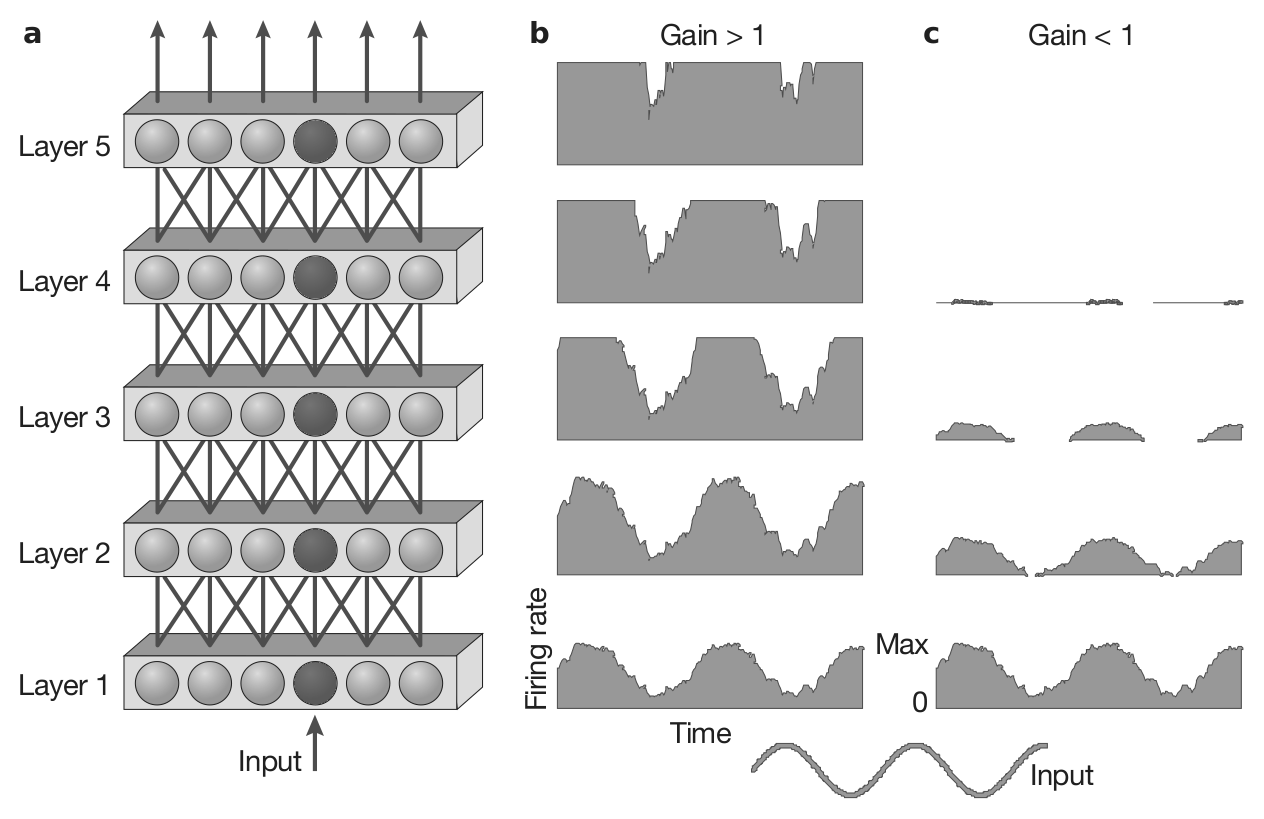 a
Layer 5
Layer 4
Layer 3
Layer 2
Layer 1
Input
b
Gain > 1
Firing rate
Time
c
Gain < 1
Max
0
Input